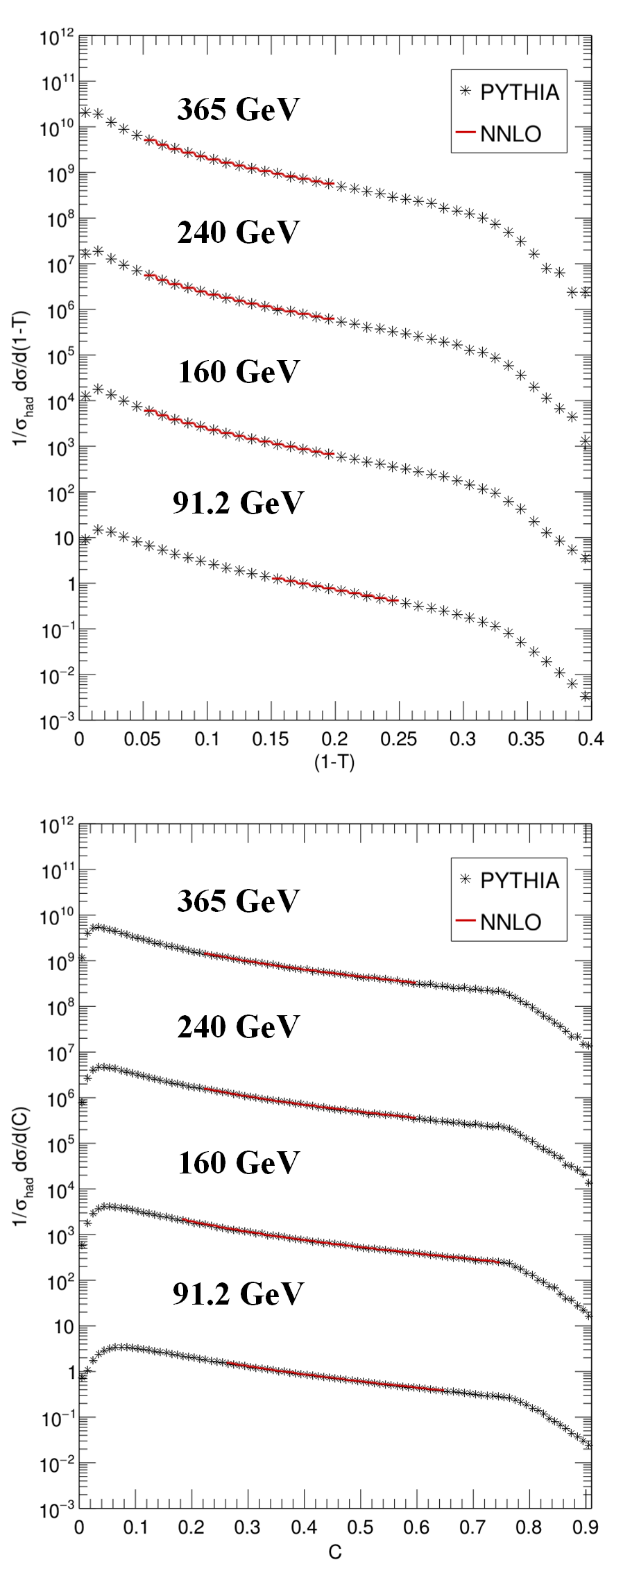 10¹²
10¹¹
10¹⁰
10⁹
10⁸
10⁷
10⁶
10⁵
10⁴
10³
10²
10
1
10⁻¹
10⁻²
10⁻³
1/σ_had dσ/d(1-T)
365 GeV
240 GeV
160 GeV
91.2 GeV
PYTHIA
NNLO
0 0.05 0.1 0.15 0.2 0.25 0.3 0.35 0.4
(1-T)
10¹²
10¹¹
10¹⁰
10⁹
10⁸
10⁷
10⁶
10⁵
10⁴
10³
10²
10
1
10⁻¹
10⁻²
10⁻³
1/σ_had dσ/d(C)
365 GeV
240 GeV
160 GeV
91.2 GeV
PYTHIA
NNLO
0 0.1 0.2 0.3 0.4 0.5 0.6 0.7 0.8 0.9
C